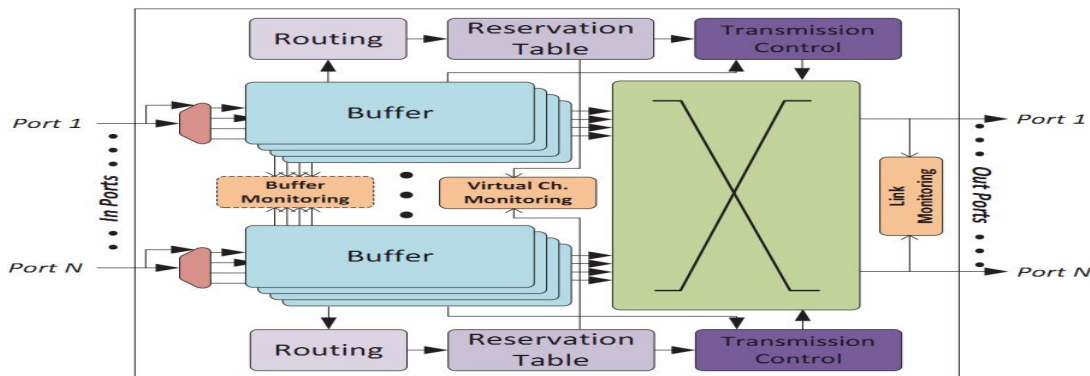 Routing
Reservation
Table
Transmission
Control
Port 1
Buffer
Port 1
In Ports
Buffer
Monitoring
Virtual Ch.
Monitoring
Link
Monitoring
Out Ports
Port N
Buffer
Port N
Routing
Reservation
Table
Transmission
Control